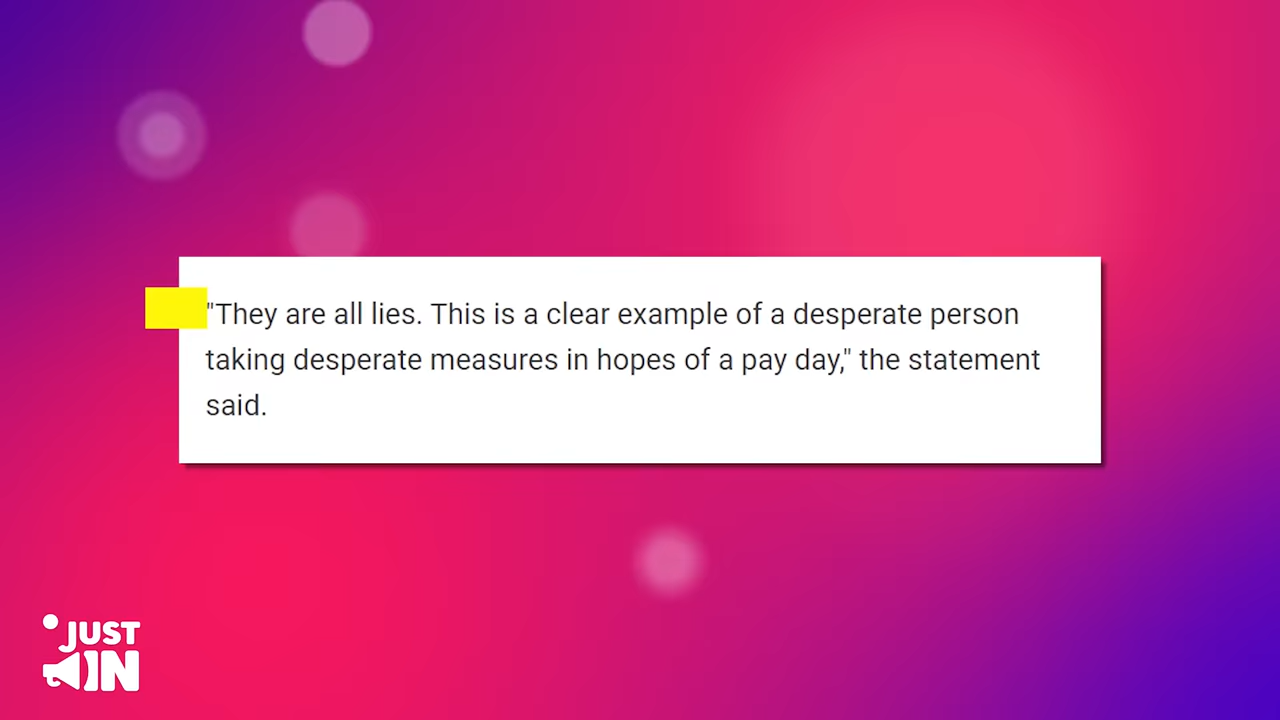 "They are all lies. This is a clear example of a desperate person
taking desperate measures in hopes of a pay day," the statement
said.
JUST
IN